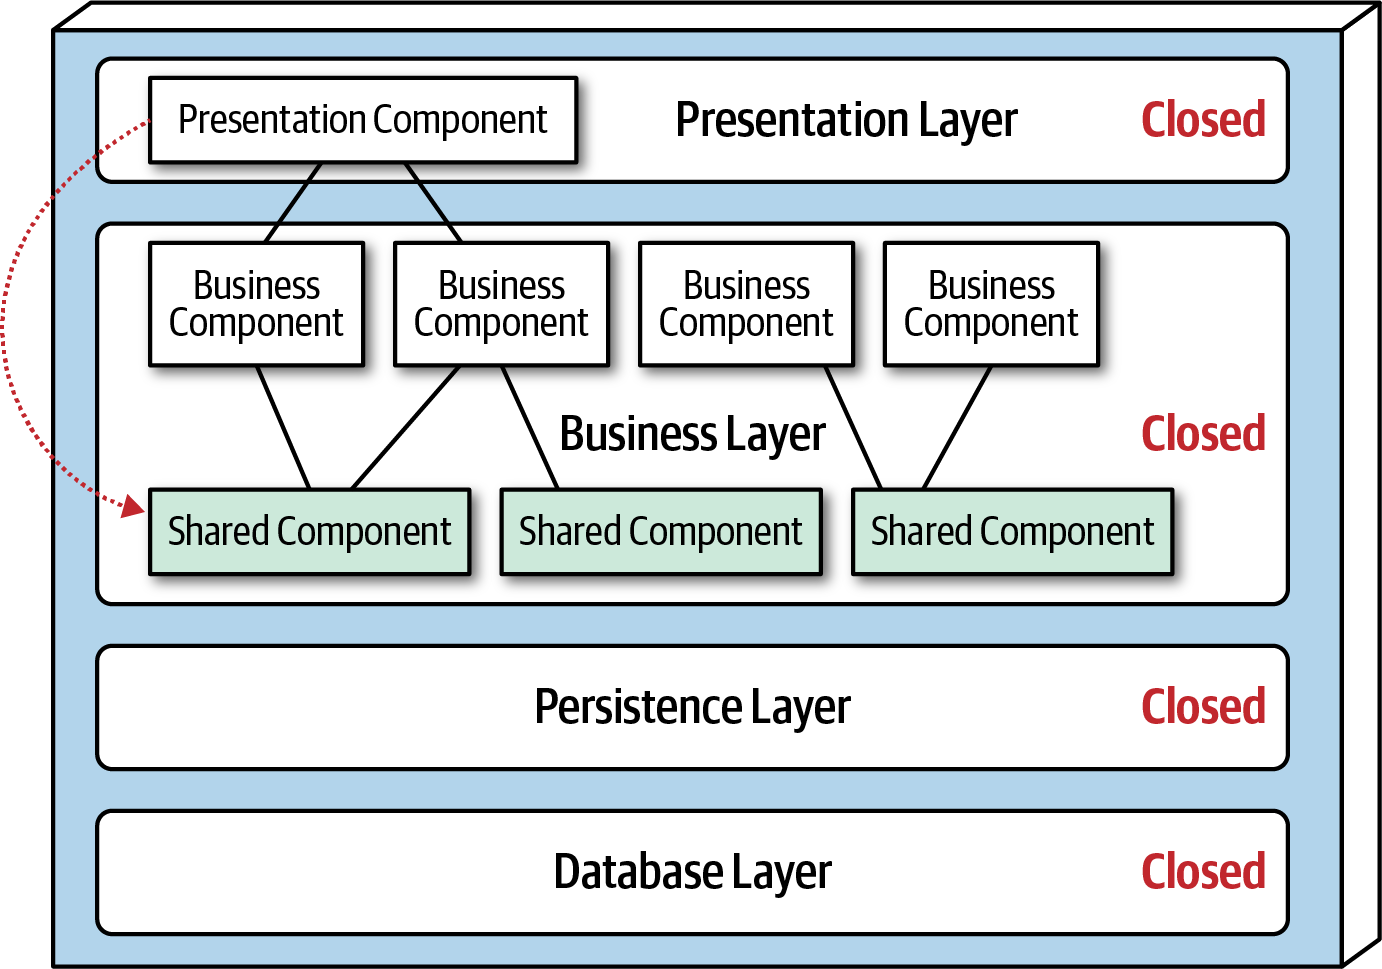 Presentation Component
Presentation Layer
Closed
Business
Component
Business
Component
Business
Component
Business
Component
Business Layer
Closed
Shared Component
Shared Component
Shared Component
Persistence Layer
Closed
Database Layer
Closed